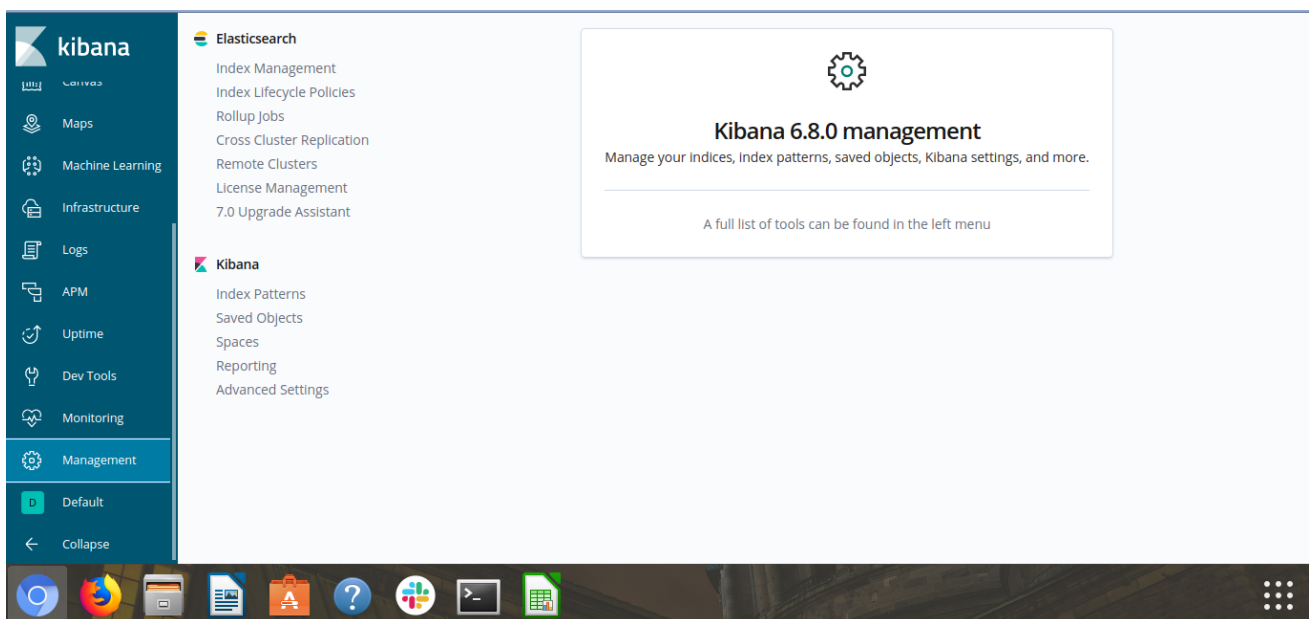 kibana
Canvas
Maps
Machine Learning
Infrastructure
Logs
APM
Uptime
Dev Tools
Monitoring
Management
D Default
Collapse
Elasticsearch
Index Management
Index Lifecycle Policies
Rollup Jobs
Cross Cluster Replication
Remote Clusters
License Management
7.0 Upgrade Assistant
Kibana
Index Patterns
Saved Objects
Spaces
Reporting
Advanced Settings
Kibana 6.8.0 management
Manage your indices, index patterns, saved objects, Kibana settings, and more.
A full list of tools can be found in the left menu